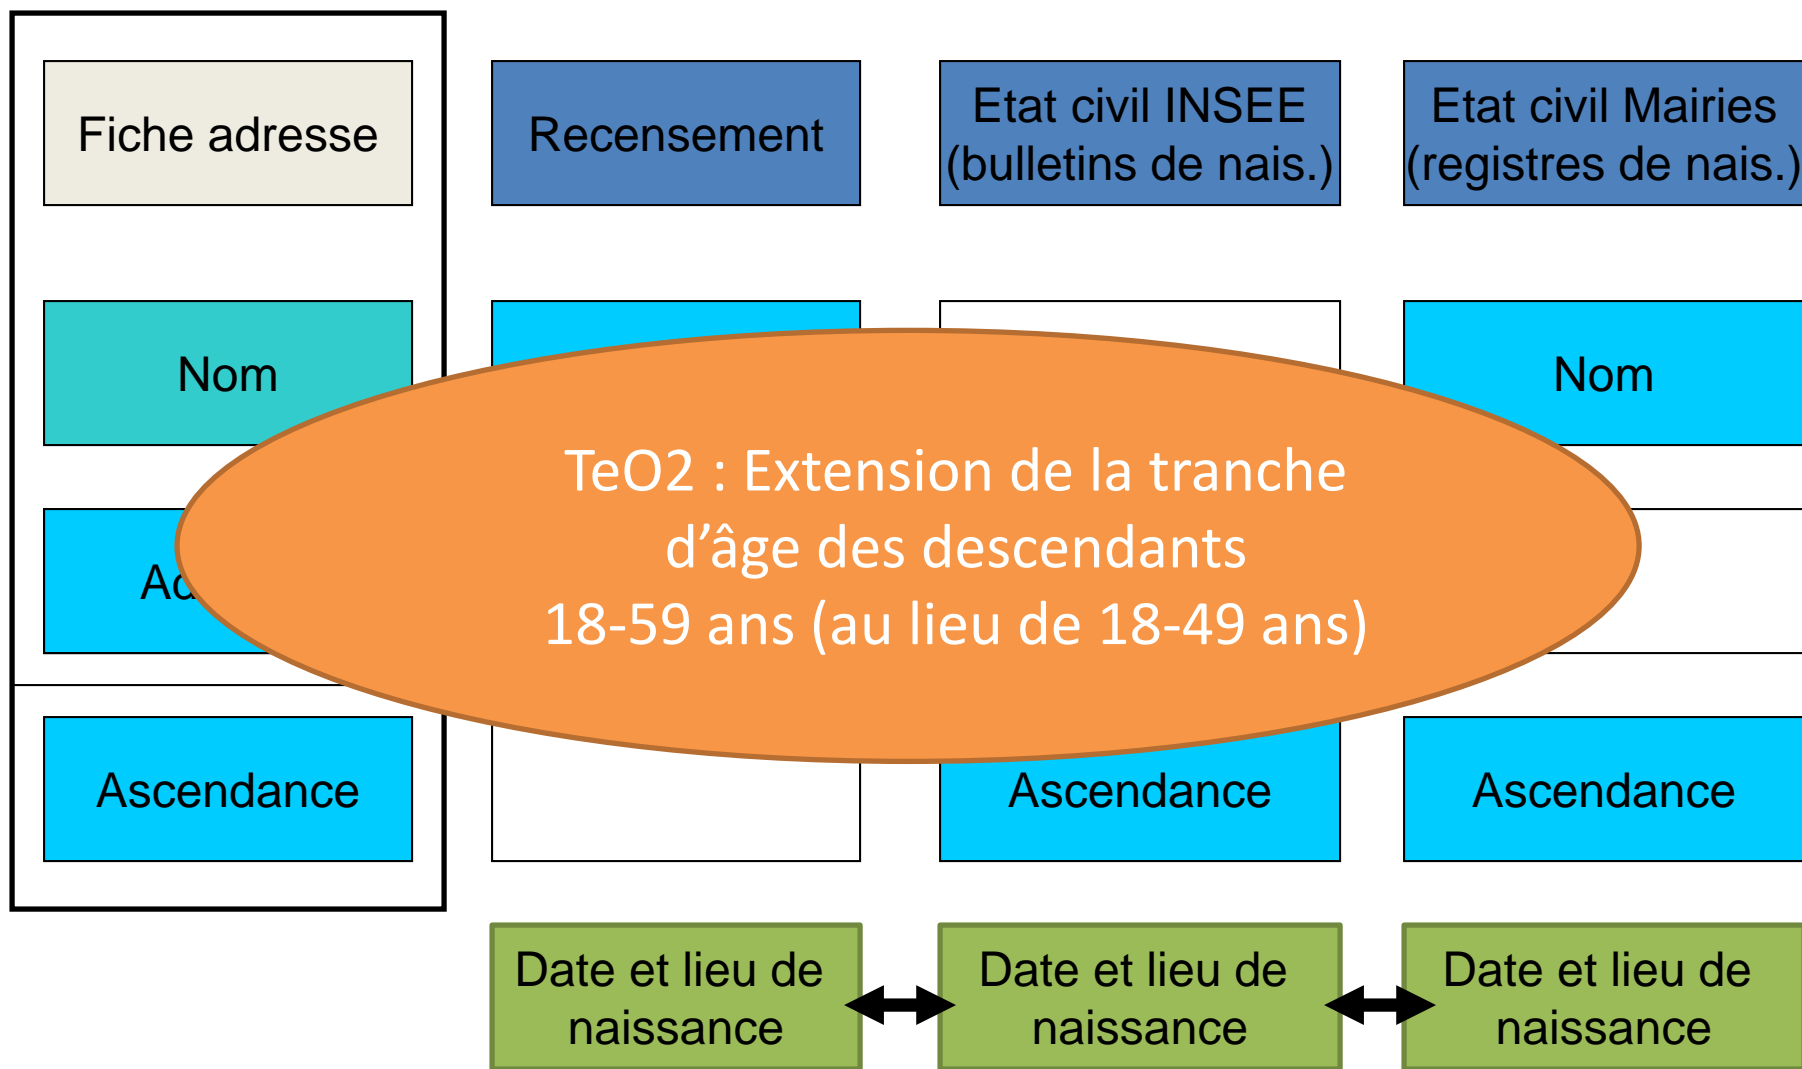 Fiche adresse
Recensement
Etat civil INSEE
(bulletins de nais.)
Etat civil Mairies
(registres de nais.)
Nom
Nom
TeO2 : Extension de la tranche
d’âge des descendants
18-59 ans (au lieu de 18-49 ans)
Ascendance
Ascendance
Ascendance
Date et lieu de
naissance
Date et lieu de
naissance
Date et lieu de
naissance